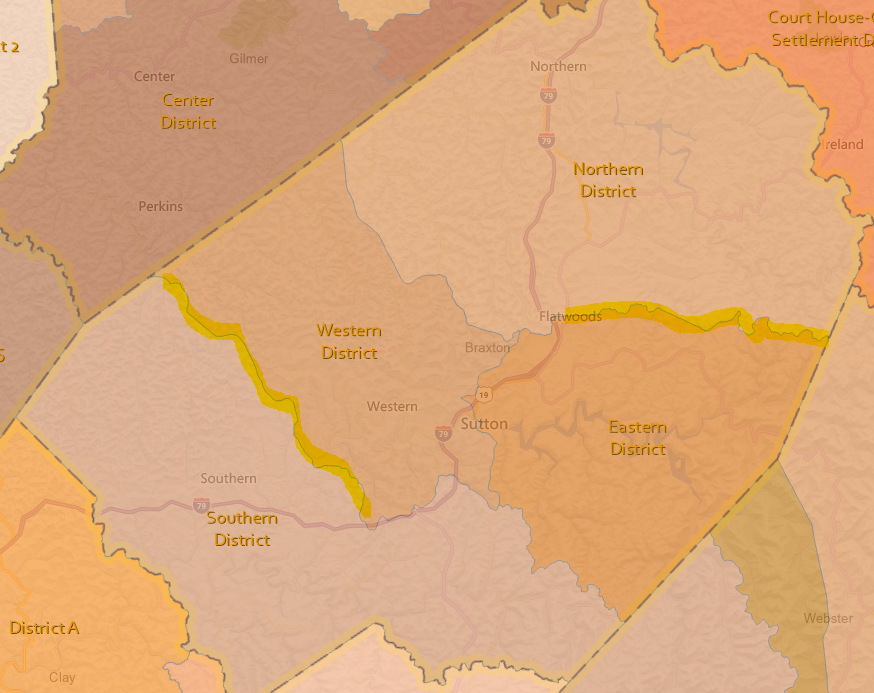 Court House-
Settlement D
t 2
Gilmer
Center
Center
District
Northern
79
79
Ireland
Northern
District
Perkins
Flatwoods
Western
District
Braxton
19
Western
79
Sutton
Eastern
District
Southern
79
Southern
District
Webster
District A
Clay